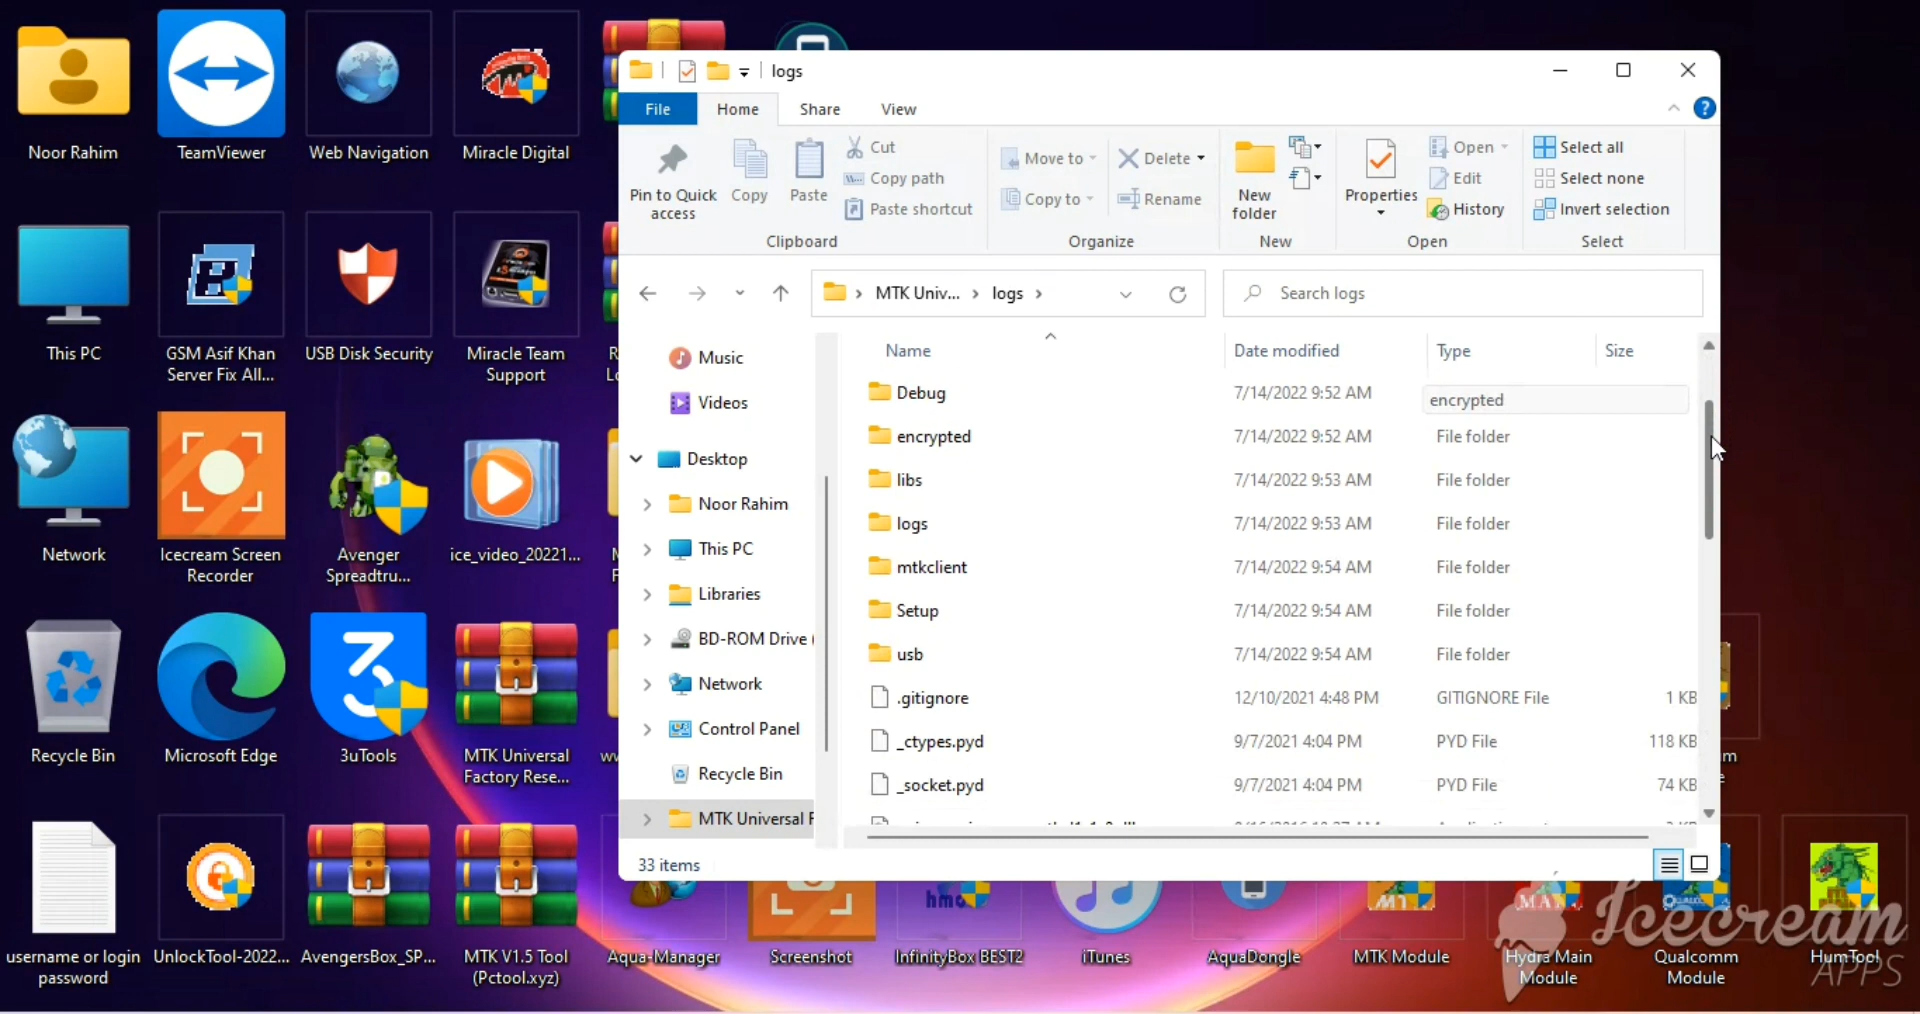 Noor Rahim
TeamViewer
Web Navigation
Miracle Digital
This PC
GSM Asif Khan
Server Fix All...
USB Disk Security
Miracle Team
Support
Network
Icecream Screen
Recorder
Avenger
Spreadtru...
ice_video_20221...
Recycle Bin
Microsoft Edge
3uTools
MTK Universal
Factory Rese...
username or login
password
UnlockTool-2022...
AvengersBox_SP...
MTK V1.5 Tool
(Pctool.xyz)
Aqua-Manager
Screenshot
InfinityBox BEST2
iTunes
AquaDongle
MTK Module
Hydra Main
Module
Qualcomm
Module
HumTool
logs
File
Home
Share
View
Pin to Quick
access
Copy
Paste
Cut
Copy path
Paste shortcut
Clipboard
Move to
Copy to
Delete
Rename
Organize
New
folder
New
Properties
Open
Edit
History
Open
Select all
Select none
Invert selection
Select
MTK Univ... › logs ›
Search logs
Music
Videos
Desktop
Noor Rahim
This PC
Libraries
BD-ROM Drive (
Network
Control Panel
Recycle Bin
MTK Universal F
Name Date modified Type Size
Debug 7/14/2022 9:52 AM
encrypted
encrypted 7/14/2022 9:52 AM File folder
libs 7/14/2022 9:53 AM File folder
logs 7/14/2022 9:53 AM File folder
mtkclient 7/14/2022 9:54 AM File folder
Setup 7/14/2022 9:54 AM File folder
usb 7/14/2022 9:54 AM File folder
.gitignore 12/10/2021 4:48 PM GITIGNORE File 1 KB
_ctypes.pyd 9/7/2021 4:04 PM PYD File 118 KB
_socket.pyd 9/7/2021 4:04 PM PYD File 74 KB
33 items
Icecream
APPS